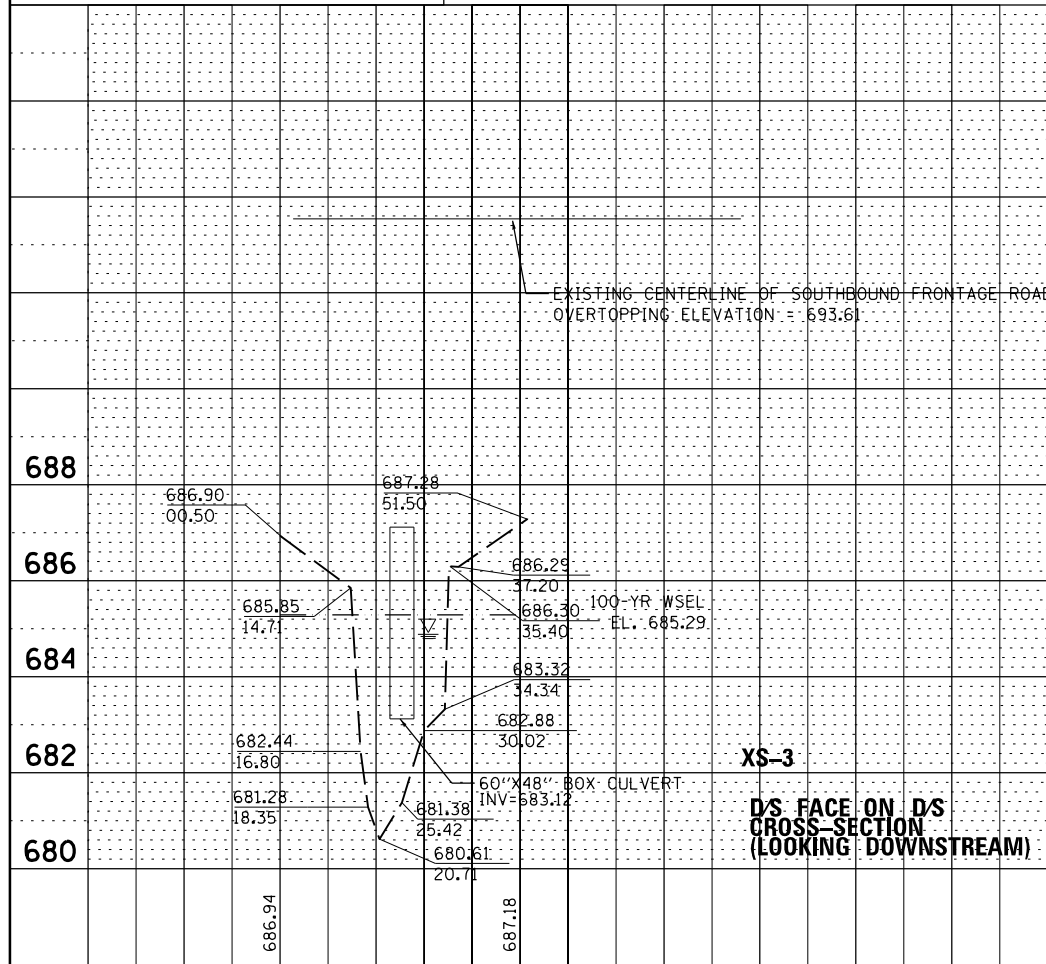 EXISTING CENTERLINE OF SOUTHBOUND FRONTAGE ROAD
OVERTOPPING ELEVATION = 693.61
688
687.28
51.50
686.90
00.50
686
686.29
37.20
685.85
14.71
686.30
35.40
100-YR WSEL
EL. 685.29
684
683.32
34.34
682.88
30.02
682.44
16.80
682
XS-3
60"X48" BOX CULVERT
INV=683.12
681.28
18.35
681.38
25.42
D/S FACE ON D/S
CROSS-SECTION
(LOOKING DOWNSTREAM)
680
680.61
20.71
686.94
687.18